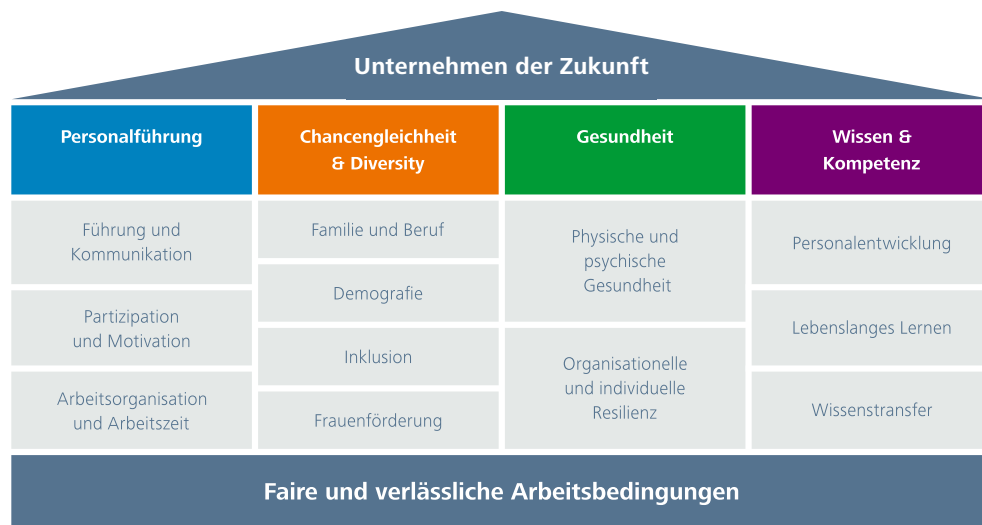 Unternehmen der Zukunft
Personalführung
Chancengleichheit
& Diversity
Gesundheit
Wissen &
Kompetenz
Führung und
Kommunikation
Partizipation
und Motivation
Arbeitsorganisation
und Arbeitszeit
Familie und Beruf
Demografie
Inklusion
Frauenförderung
Physische und
psychische
Gesundheit
Organisationelle
und individuelle
Resilienz
Personalentwicklung
Lebenslanges Lernen
Wissenstransfer
Faire und verlässliche Arbeitsbedingungen